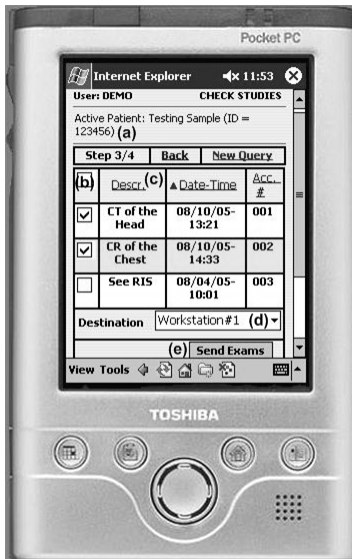 Pocket PC
Internet Explorer 11:53
User: DEMO CHECK STUDIES
Active Patient: Testing Sample (ID =
123456) (a)
Step 3/4 Back New Query
(b) Descr. (c) ▲Date-Time Acc. #
CT of the Head 08/10/05-13:21 001
CR of the Chest 08/10/05-14:33 002
See RIS 08/04/05-10:01 003
Destination Workstation#1 (d)
(e) Send Exams
View Tools
TOSHIBA